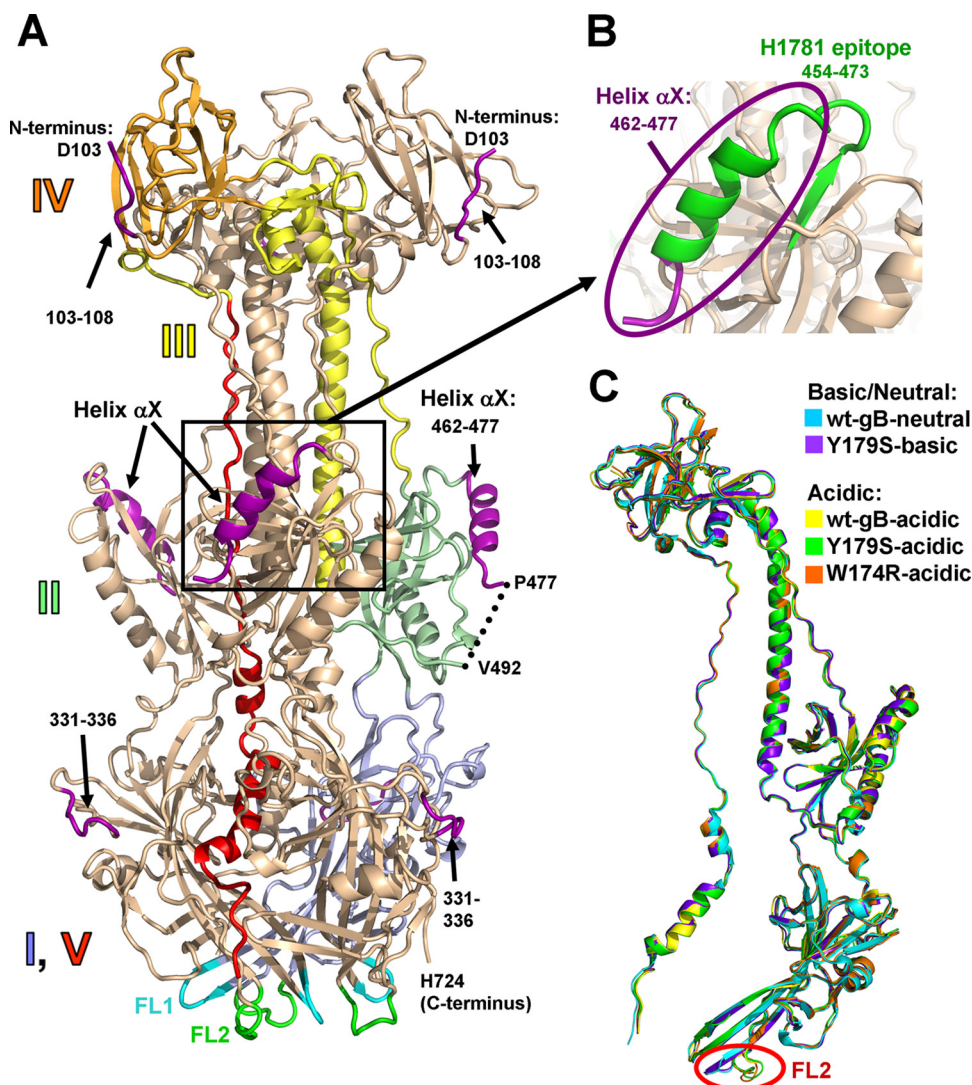 A
N-terminus:
D103
IV
103-108
III
N-terminus:
D103
103-108
Helix αX
Helix αX:
462-477
II
P477
V492
331-336
331-
336
I, V
FL1
FL2
H724
(C-terminus)
B
H1781 epitope
454-473
Helix αX:
462-477
C
Basic/Neutral:
wt-gB-neutral
Y179S-basic
Acidic:
wt-gB-acidic
Y179S-acidic
W174R-acidic
FL2